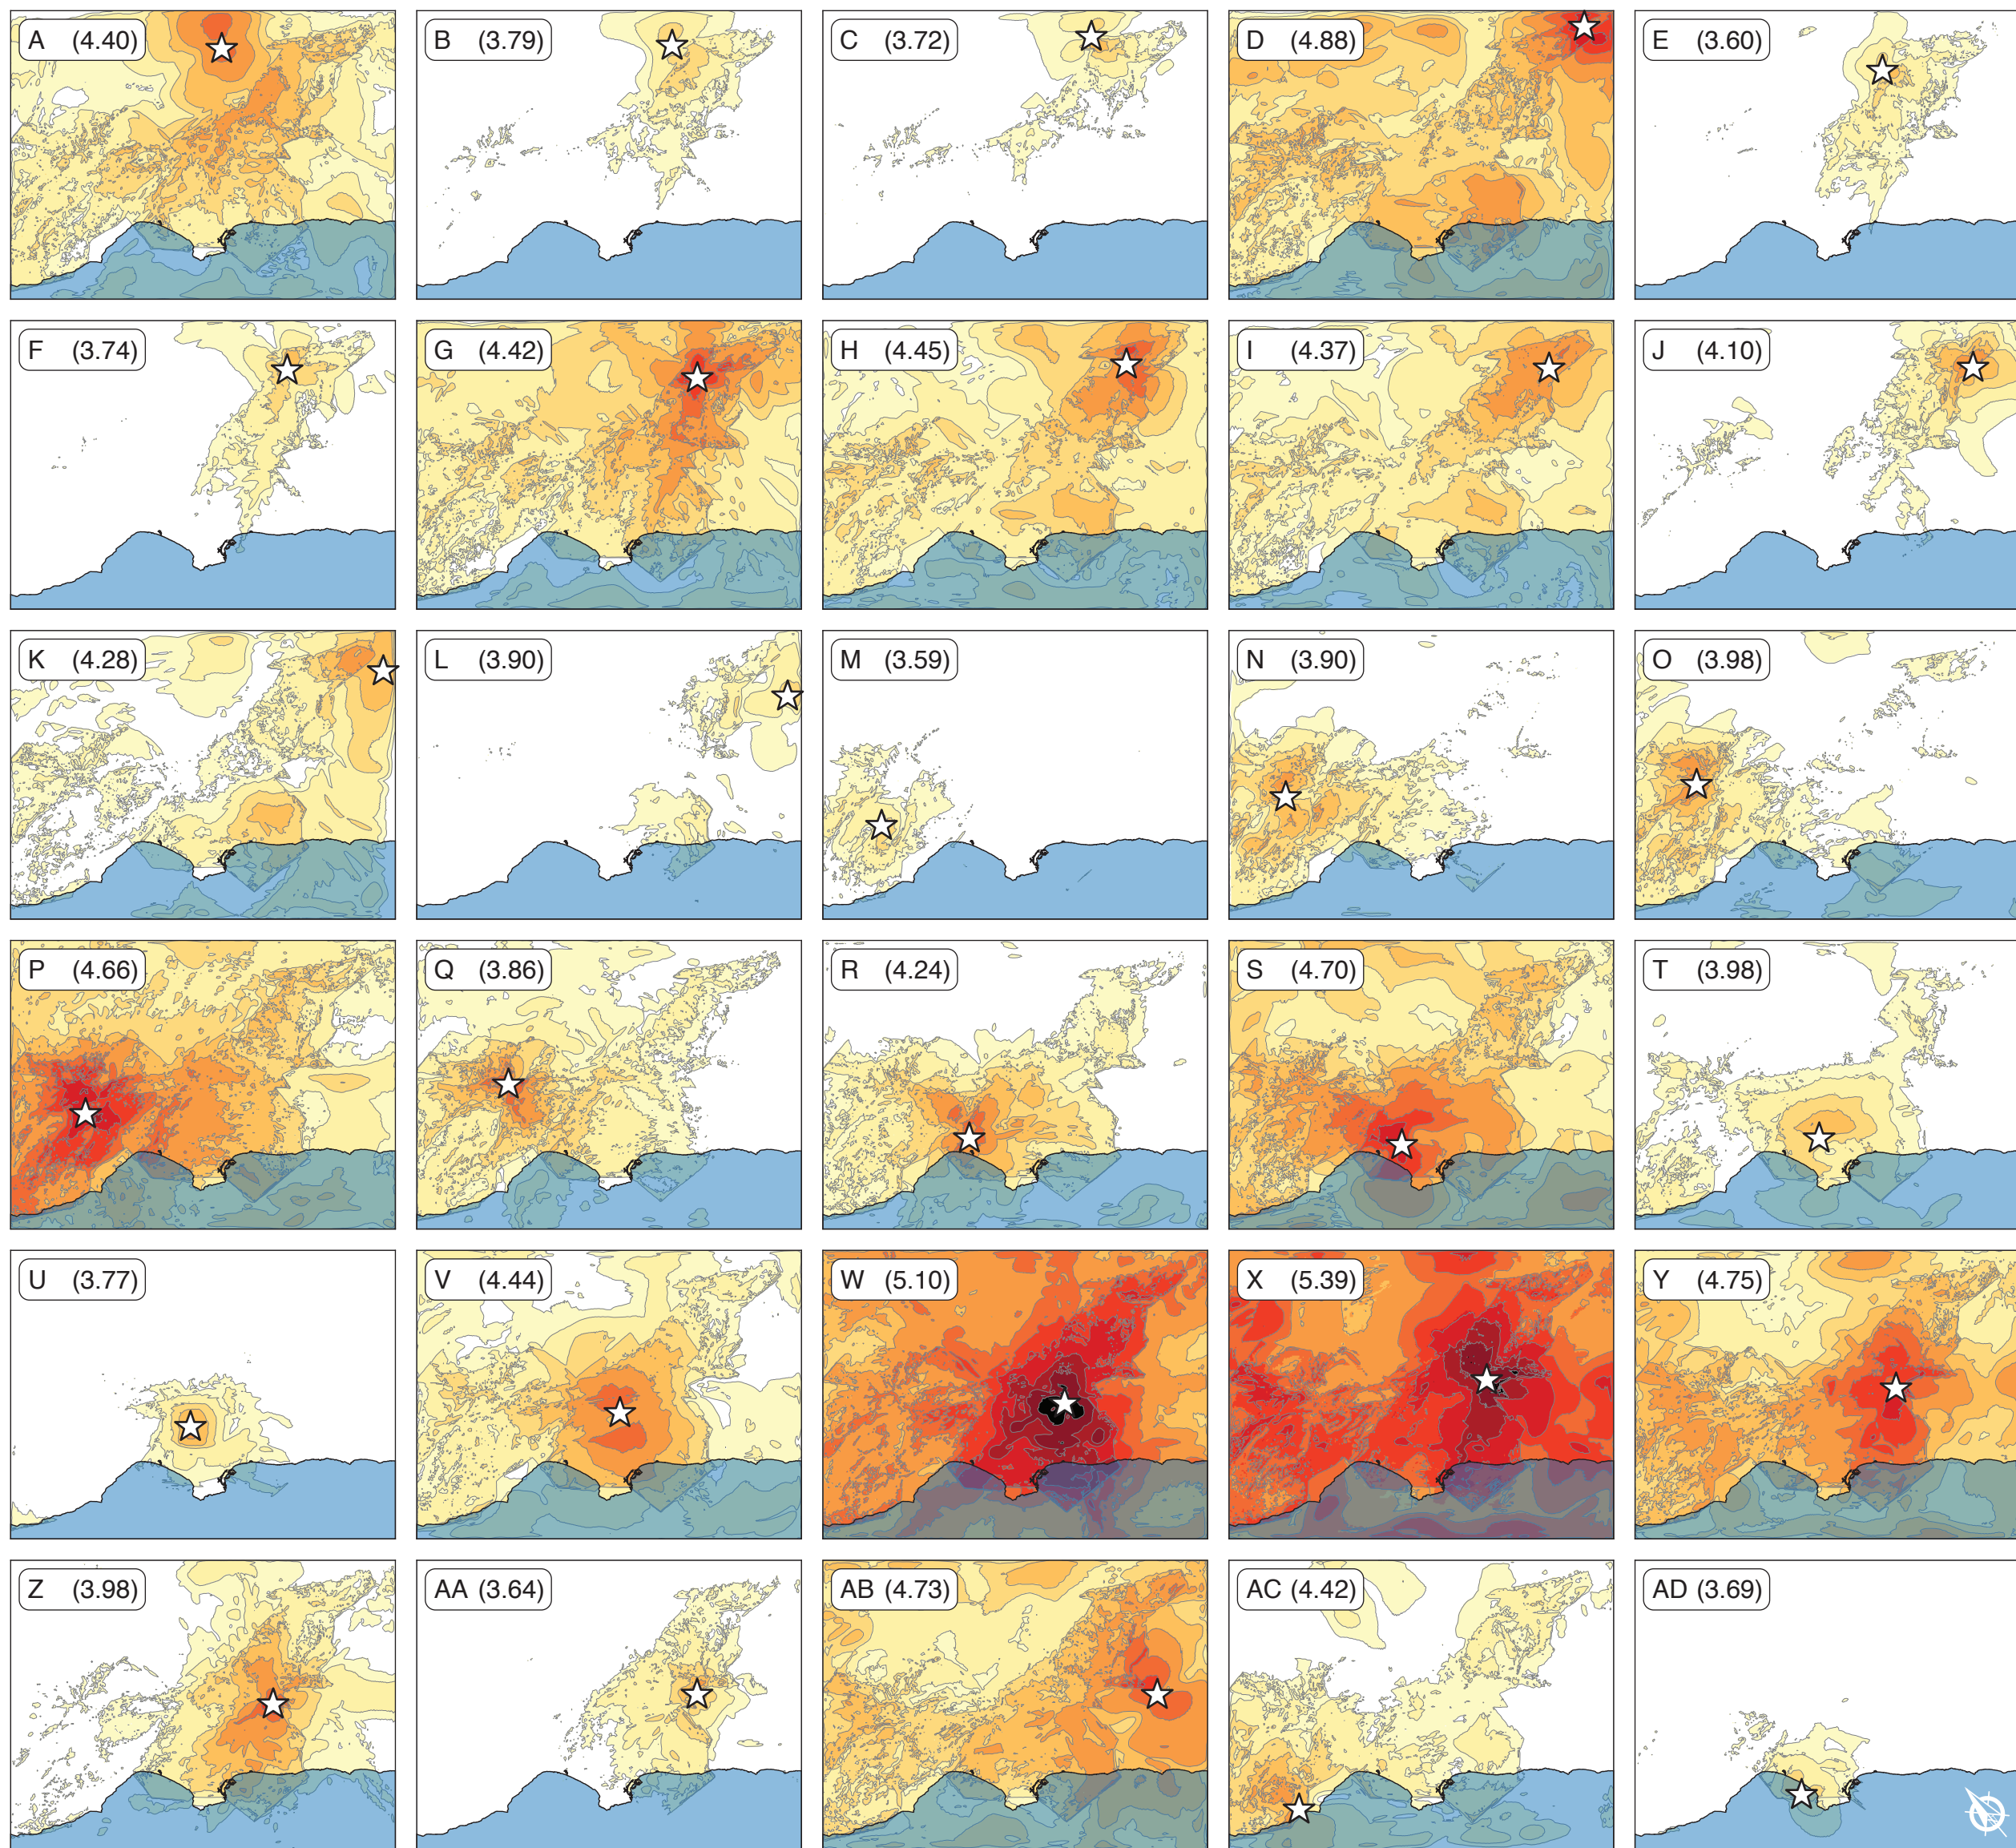 A (4.40)
B (3.79)
C (3.72)
D (4.88)
E (3.60)
F (3.74)
G (4.42)
H (4.45)
I (4.37)
J (4.10)
K (4.28)
L (3.90)
M (3.59)
N (3.90)
O (3.98)
P (4.66)
Q (3.86)
R (4.24)
S (4.70)
T (3.98)
U (3.77)
V (4.44)
W (5.10)
X (5.39)
Y (4.75)
Z (3.98)
AA (3.64)
AB (4.73)
AC (4.42)
AD (3.69)